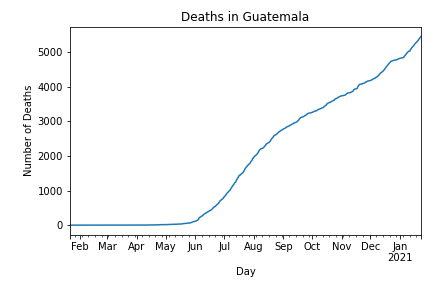 Deaths in Guatemala
Number of Deaths
5000
4000
3000
2000
1000
0
Feb Mar Apr May Jun Jul Aug Sep Oct Nov Dec Jan
2021
Day